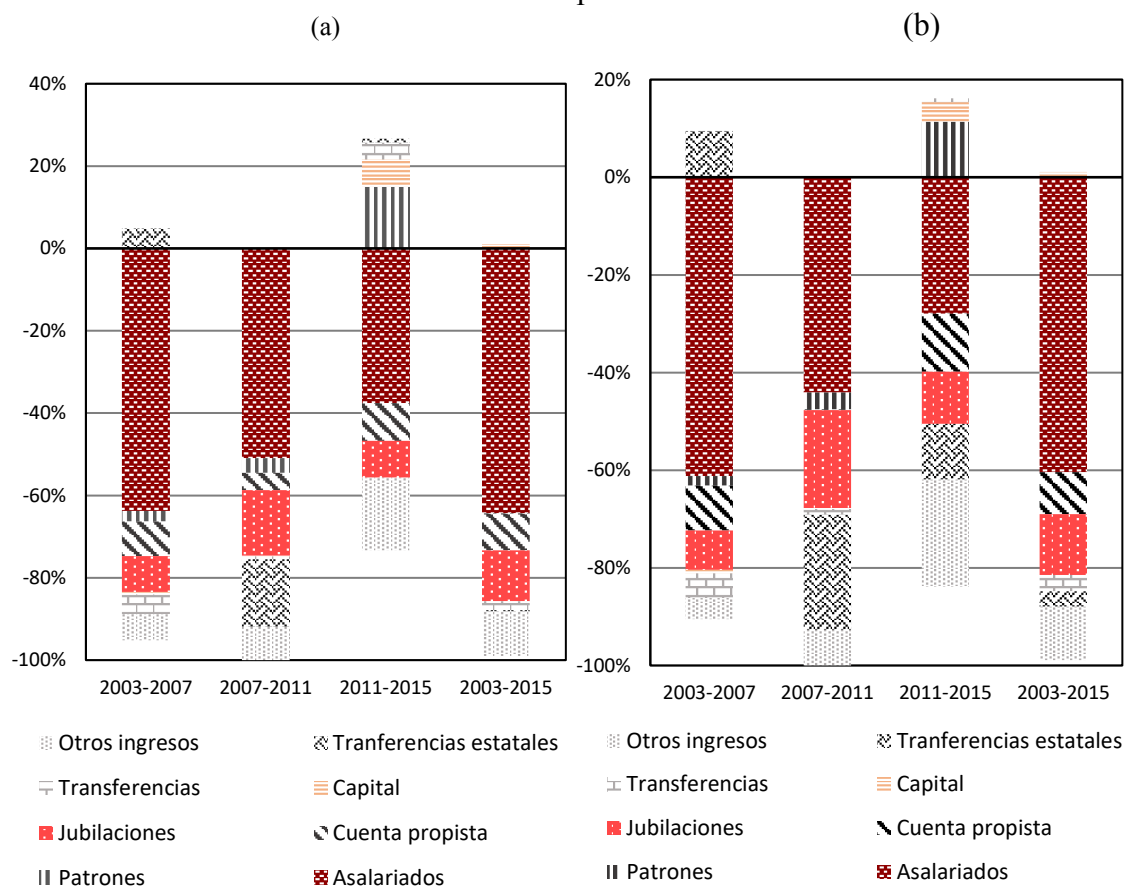 (a)
(b)
40%
20%
0%
-20%
-40%
-60%
-80%
-100%
2003-2007 2007-2011 2011-2015 2003-2015
Otros ingresos Tranferencias estatales
Transferencias Capital
Jubilaciones Cuenta propista
Patrones Asalariados
20%
0%
-20%
-40%
-60%
-80%
-100%
2003-2007 2007-2011 2011-2015 2003-2015
Otros ingresos Tranferencias estatales
Transferencias Capital
Jubilaciones Cuenta propista
Patrones Asalariados